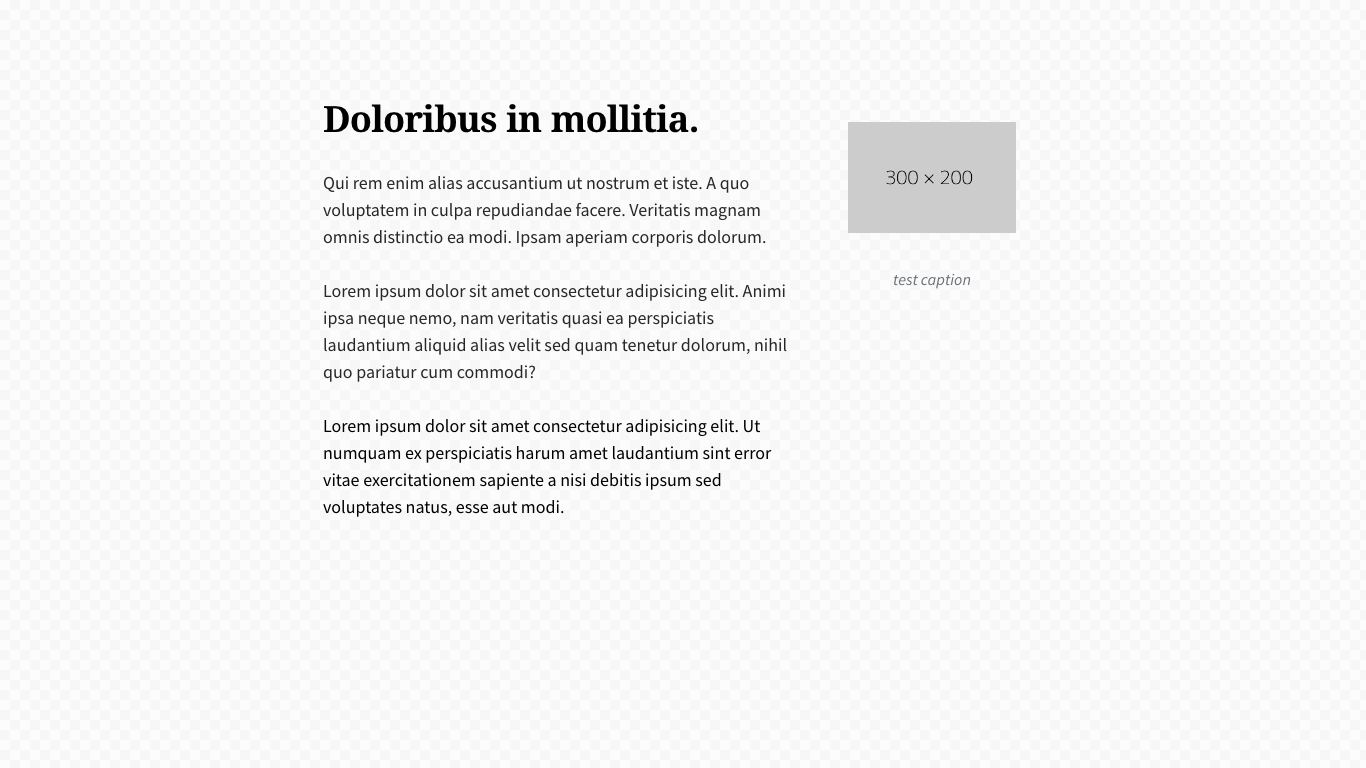 Doloribus in mollitia.
Qui rem enim alias accusantium ut nostrum et iste. A quo
voluptatem in culpa repudiandae facere. Veritatis magnam
omnis distinctio ea modi. Ipsam aperiam corporis dolorum.
Lorem ipsum dolor sit amet consectetur adipisicing elit. Animi
ipsa neque nemo, nam veritatis quasi ea perspiciatis
laudantium aliquid alias velit sed quam tenetur dolorum, nihil
quo pariatur cum commodi?
Lorem ipsum dolor sit amet consectetur adipisicing elit. Ut
numquam ex perspiciatis harum amet laudantium sint error
vitae exercitationem sapiente a nisi debitis ipsum sed
voluptates natus, esse aut modi.
300 × 200
test caption